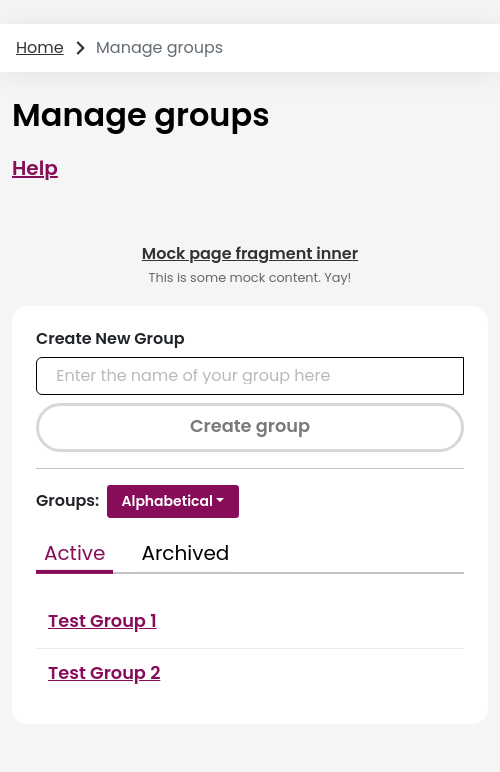 Home > Manage groups
Manage groups
Help
Mock page fragment inner
This is some mock content. Yay!
Create New Group
Enter the name of your group here
Create group
Groups: Alphabetical
Active Archived
Test Group 1
Test Group 2